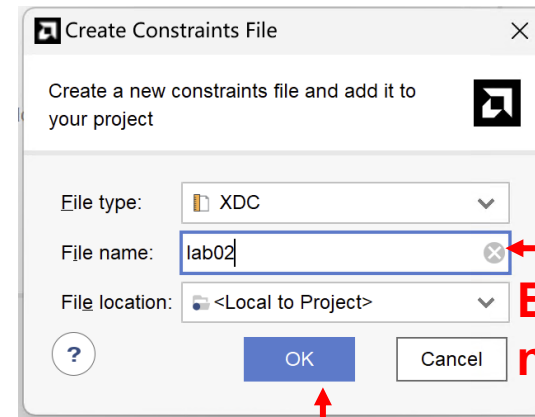 Create Constraints File
Create a new constraints file and add it to
your project
File type: XDC
File name: lab02
File location: <Local to Project>
? OK Cancel